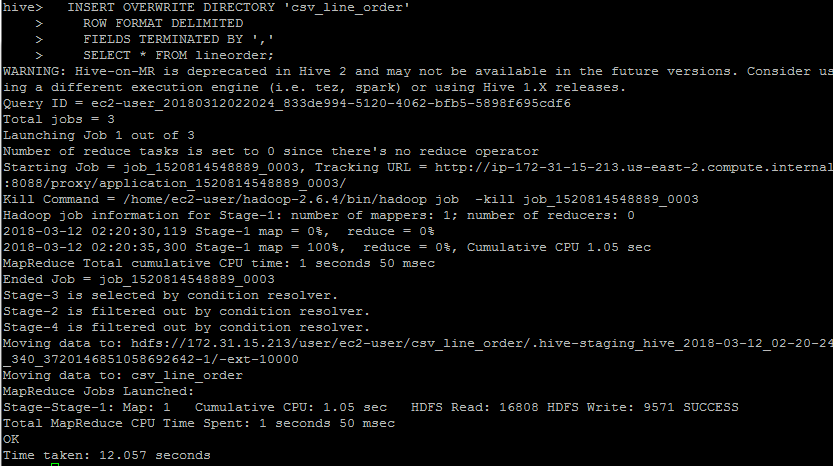 hive>   INSERT OVERWRITE DIRECTORY 'csv_line_order'
    >     ROW FORMAT DELIMITED
    >     FIELDS TERMINATED BY ','
    >     SELECT * FROM lineorder;
WARNING: Hive-on-MR is deprecated in Hive 2 and may not be available in the future versions. Consider us
ing a different execution engine (i.e. tez, spark) or using Hive 1.X releases.
Query ID = ec2-user_20180312022024_833de994-5120-4062-bfb5-5898f695cdf6
Total jobs = 3
Launching Job 1 out of 3
Number of reduce tasks is set to 0 since there's no reduce operator
Starting Job = job_1520814548889_0003, Tracking URL = http://ip-172-31-15-213.us-east-2.compute.internal
:8088/proxy/application_1520814548889_0003/
Kill Command = /home/ec2-user/hadoop-2.6.4/bin/hadoop job  -kill job_1520814548889_0003
Hadoop job information for Stage-1: number of mappers: 1; number of reducers: 0
2018-03-12 02:20:30,119 Stage-1 map = 0%,  reduce = 0%
2018-03-12 02:20:35,300 Stage-1 map = 100%,  reduce = 0%, Cumulative CPU 1.05 sec
MapReduce Total cumulative CPU time: 1 seconds 50 msec
Ended Job = job_1520814548889_0003
Stage-3 is selected by condition resolver.
Stage-2 is filtered out by condition resolver.
Stage-4 is filtered out by condition resolver.
Moving data to: hdfs://172.31.15.213/user/ec2-user/csv_line_order/.hive-staging_hive_2018-03-12_02-20-24
_340_3720146851058692642-1/-ext-10000
Moving data to: csv_line_order
MapReduce Jobs Launched:
Stage-Stage-1: Map: 1   Cumulative CPU: 1.05 sec   HDFS Read: 16808 HDFS Write: 9571 SUCCESS
Total MapReduce CPU Time Spent: 1 seconds 50 msec
OK
Time taken: 12.057 seconds